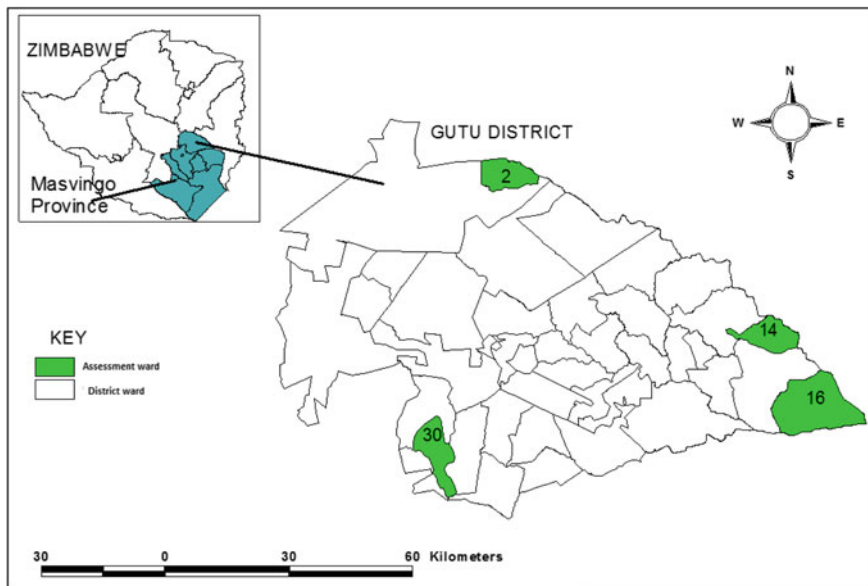 ZIMBABWE
Masvingo
Province
GUTU DISTRICT
N
W
E
S
2
14
16
30
KEY
Assessment ward
District ward
30
0
30
60
Kilometers